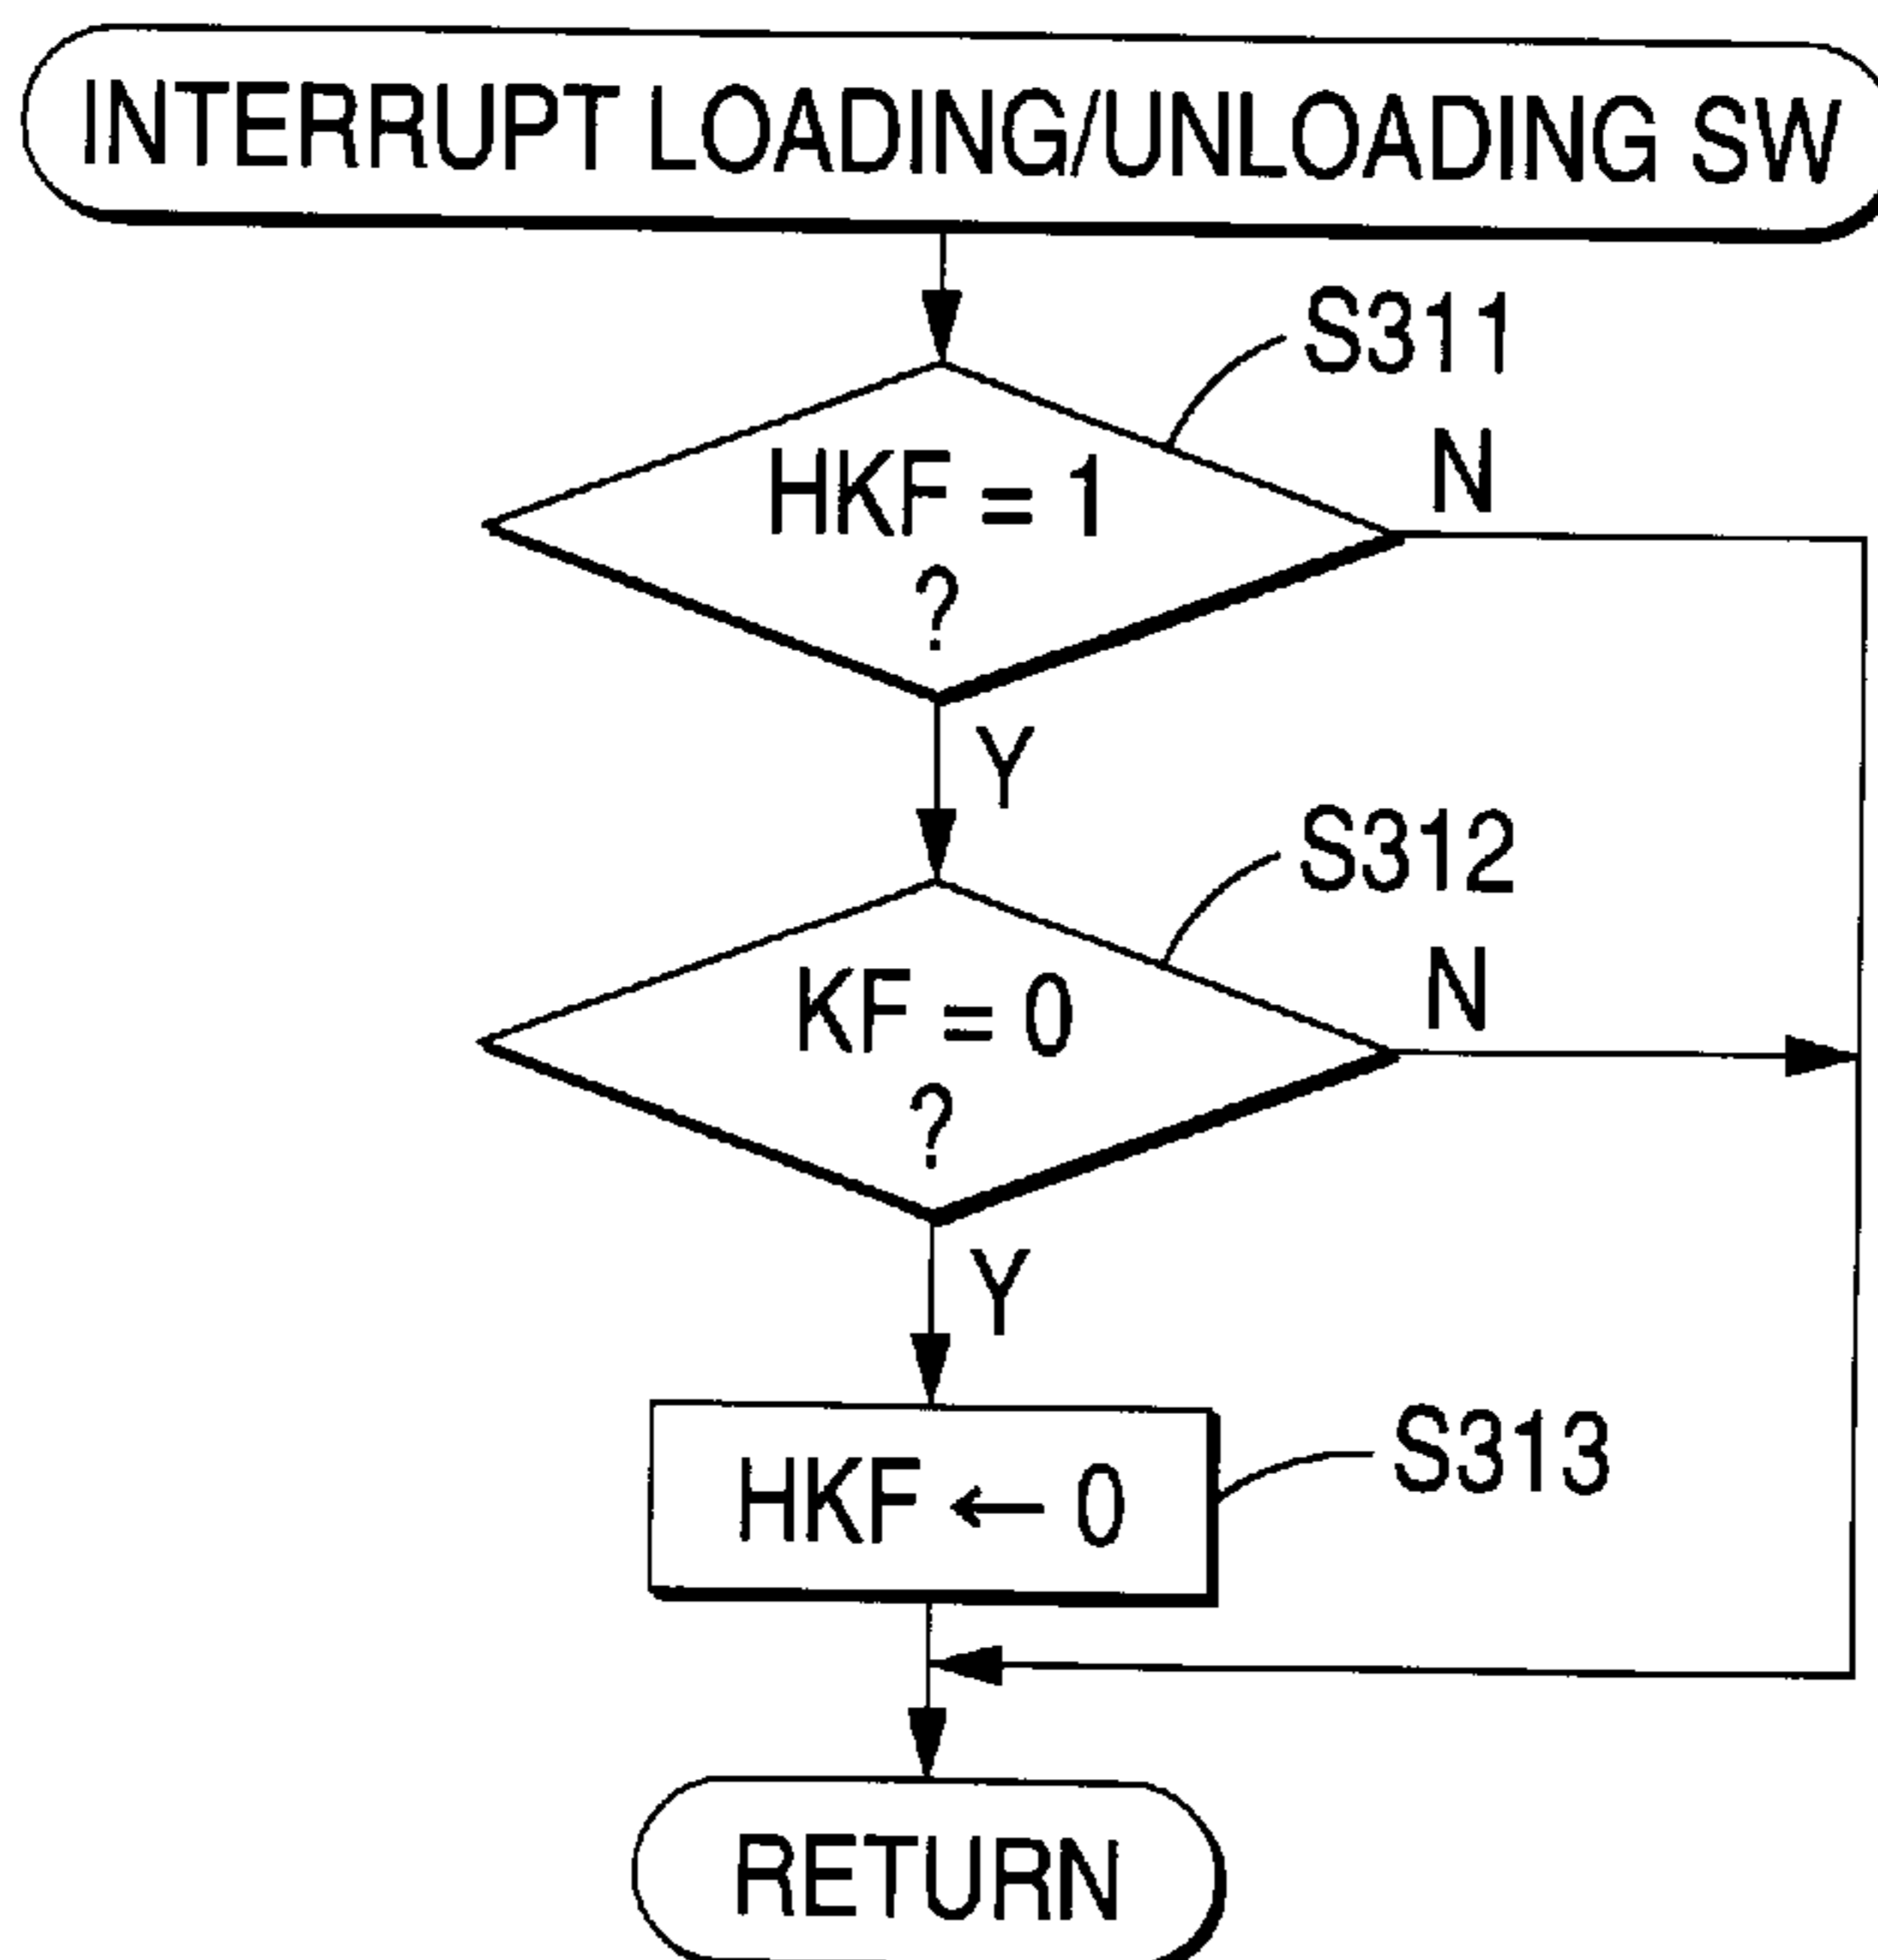 INTERRUPT LOADING/UNLOADING SW
S311
HKF = 1
?
N
Y
S312
KF = 0
?
N
Y
HKF ← 0
S313
RETURN